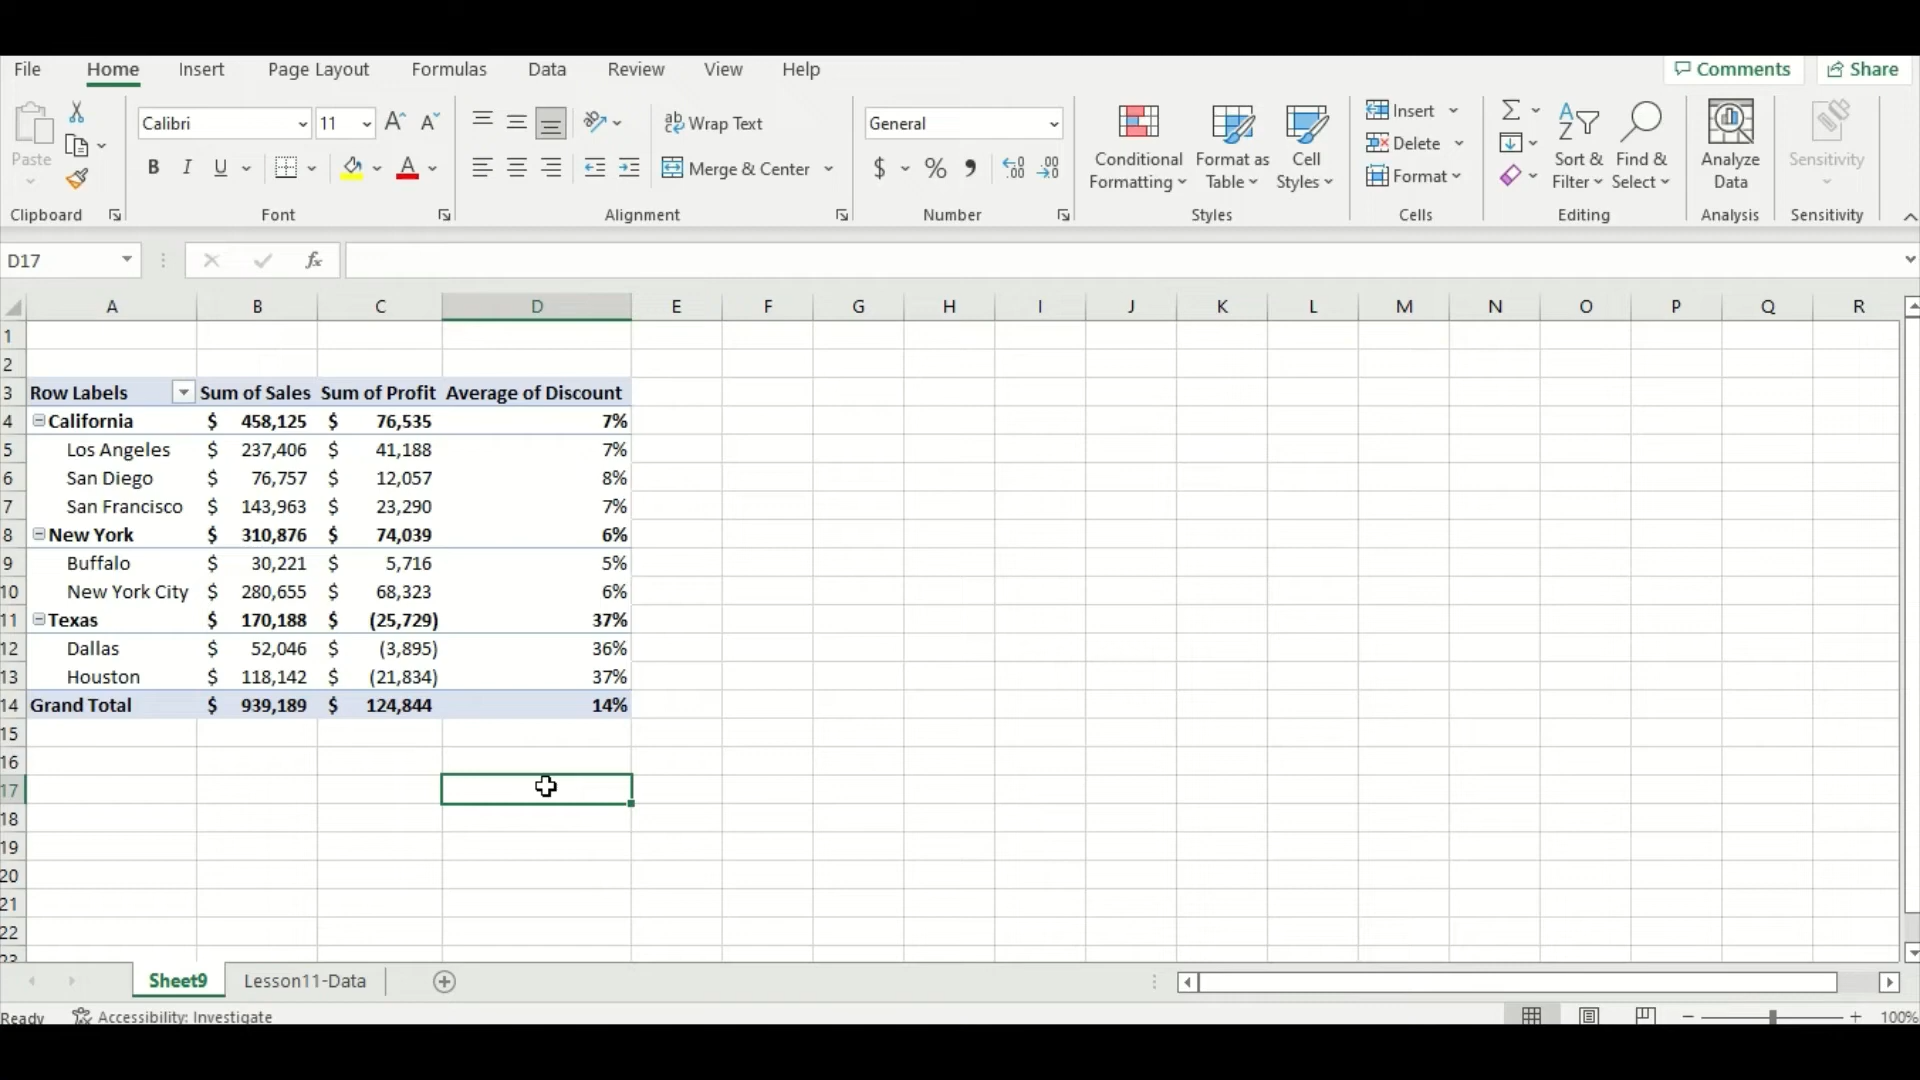 File Home Insert Page Layout Formulas Data Review View Help Comments Share
Calibri 11 Wrap Text General Insert
Paste B I U Merge & Center $ % Conditional Formatting Format as Table Cell Styles Delete Sort & Filter Find & Select Analyze Data Sensitivity
Format
Clipboard Font Alignment Number Styles Cells Editing Analysis Sensitivity
D17 fx
A B C D E F G H I J K L M N O P Q R
1
2
3 Row Labels Sum of Sales Sum of Profit Average of Discount
4 California $ 458,125 $ 76,535 7%
5 Los Angeles $ 237,406 $ 41,188 7%
6 San Diego $ 76,757 $ 12,057 8%
7 San Francisco $ 143,963 $ 23,290 7%
8 New York $ 310,876 $ 74,039 6%
9 Buffalo $ 30,221 $ 5,716 5%
10 New York City $ 280,655 $ 68,323 6%
11 Texas $ 170,188 $ (25,729) 37%
12 Dallas $ 52,046 $ (3,895) 36%
13 Houston $ 118,142 $ (21,834) 37%
14 Grand Total $ 939,189 $ 124,844 14%
15
16
17
18
19
20
21
22
23
Sheet9 Lesson11-Data
Ready Accessibility: Investigate 100%